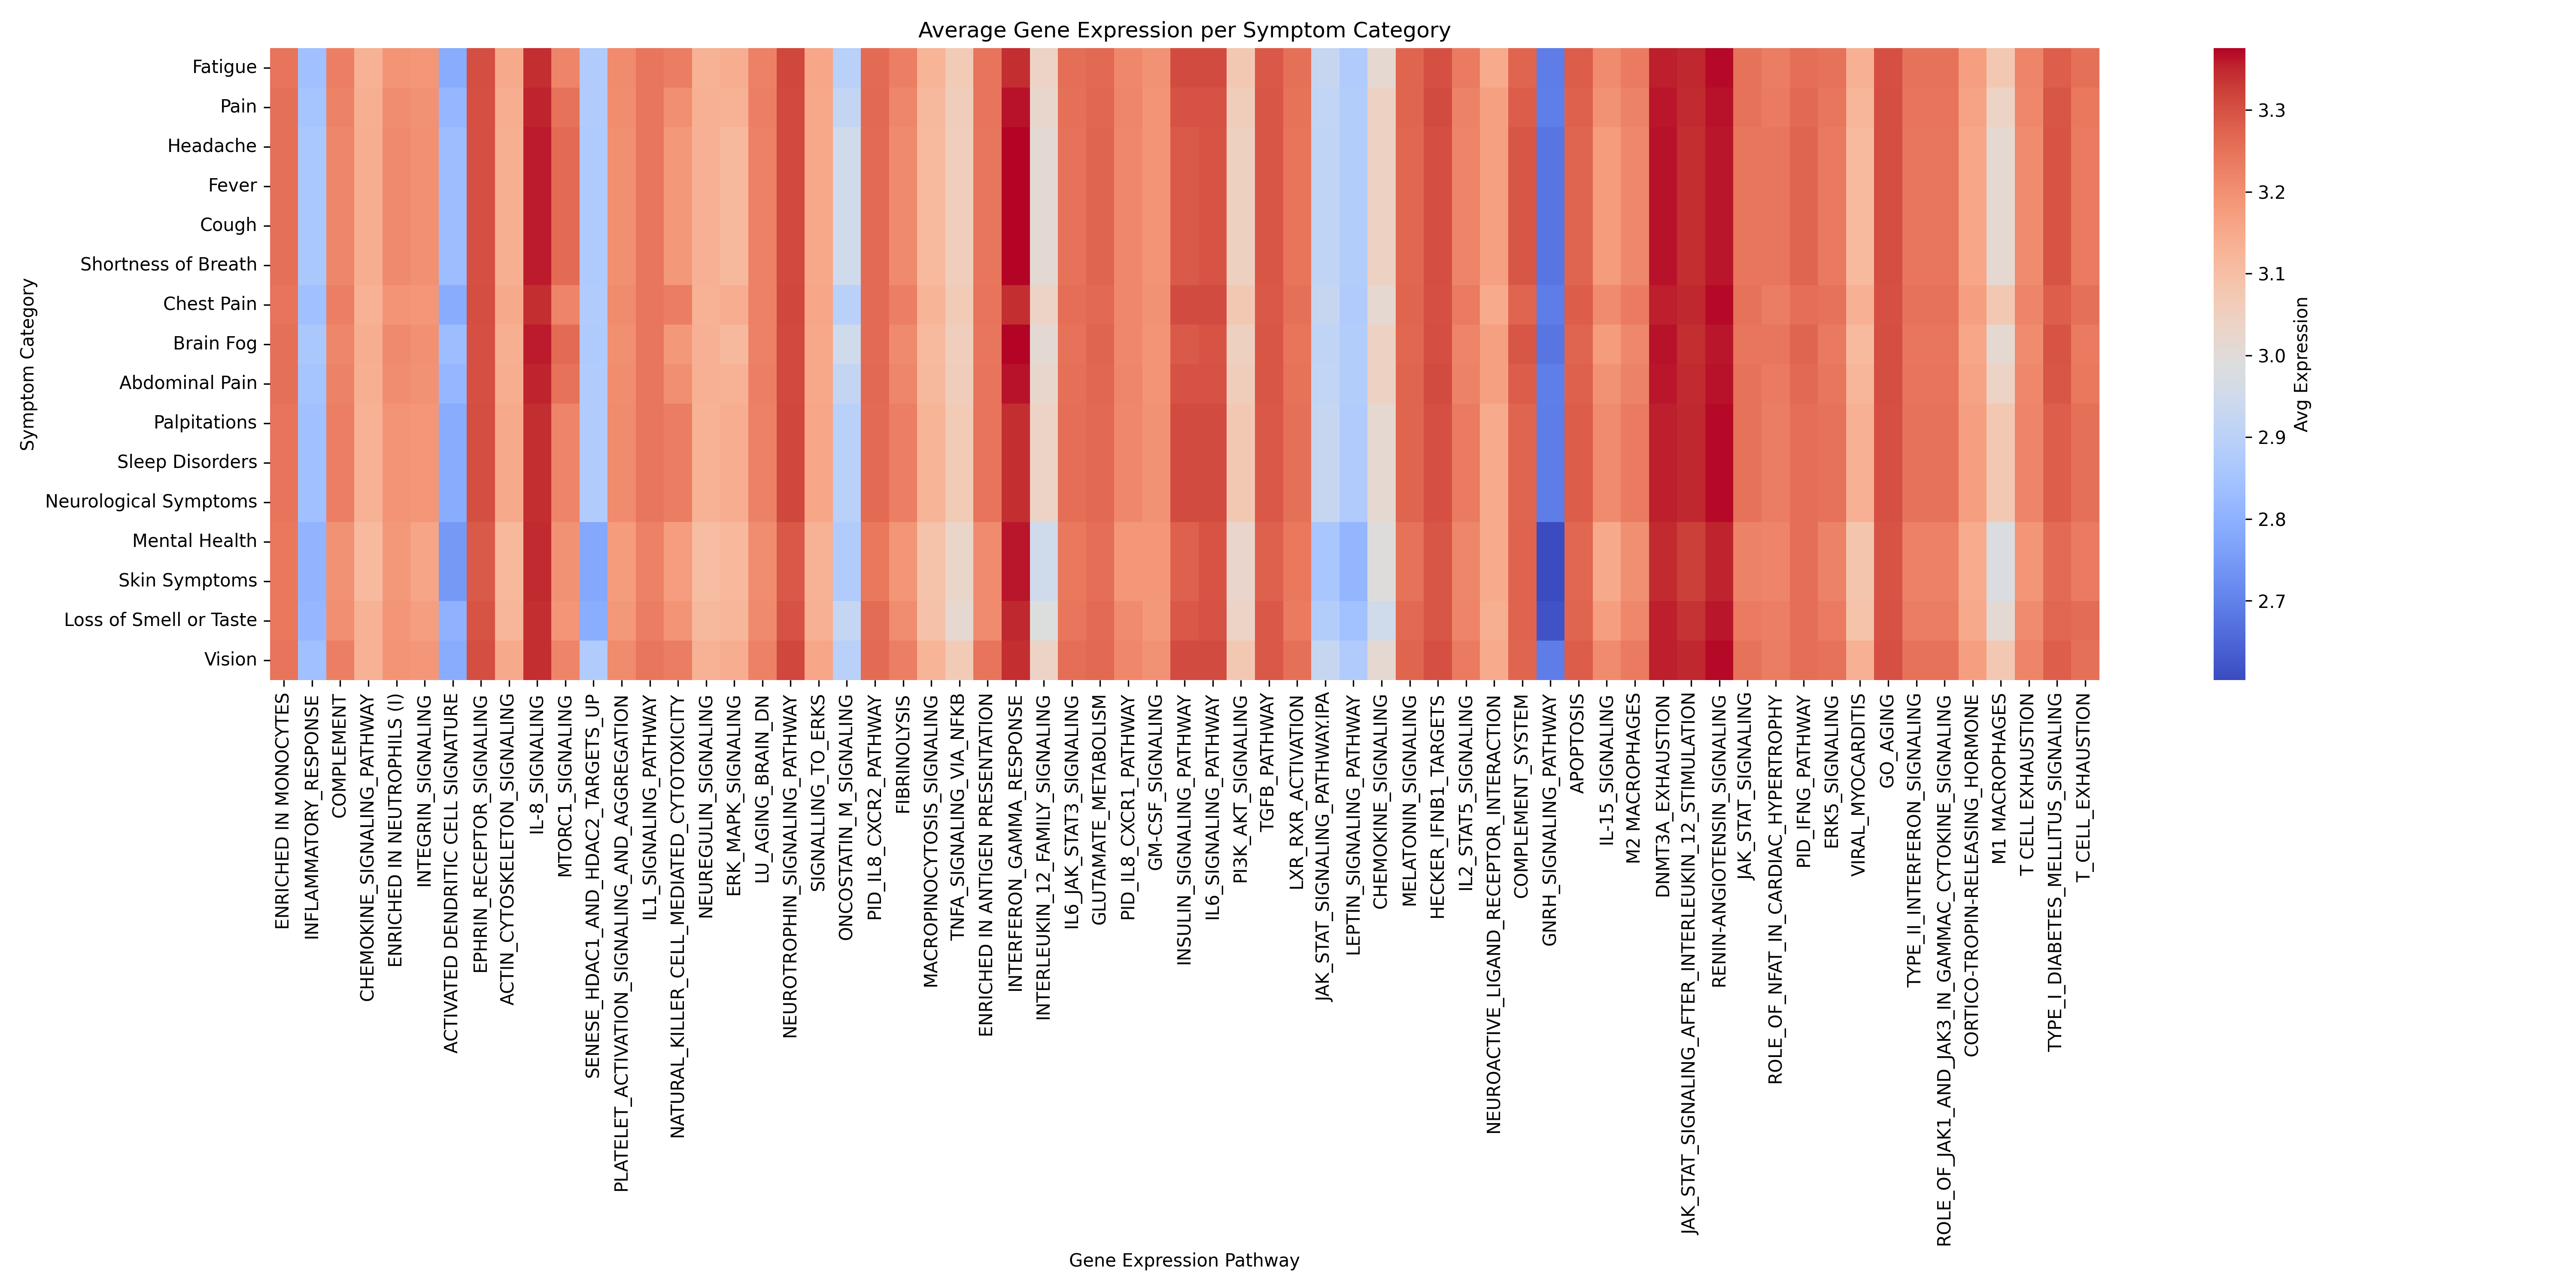 Average Gene Expression per Symptom Category
Symptom Category
Fatigue
Pain
Headache
Fever
Cough
Shortness of Breath
Chest Pain
Brain Fog
Abdominal Pain
Palpitations
Sleep Disorders
Neurological Symptoms
Mental Health
Skin Symptoms
Loss of Smell or Taste
Vision
ENRICHED IN MONOCYTES
INFLAMMATORY_RESPONSE
COMPLEMENT
CHEMOKINE_SIGNALING_PATHWAY
ENRICHED IN NEUTROPHILS (I)
INTEGRIN_SIGNALING
ACTIVATED DENDRITIC CELL SIGNATURE
EPHRIN_RECEPTOR_SIGNALING
ACTIN_CYTOSKELETON_SIGNALING
IL-8_SIGNALING
MTORC1_SIGNALING
SENESE_HDAC1_AND_HDAC2_TARGETS_UP
PLATELET_ACTIVATION_SIGNALING_AND_AGGREGATION
IL1_SIGNALING_PATHWAY
NATURAL_KILLER_CELL_MEDIATED_CYTOTOXICITY
NEUREGULIN_SIGNALING
ERK_MAPK_SIGNALING
LU_AGING_BRAIN_DN
NEUROTROPHIN_SIGNALING_PATHWAY
SIGNALLING_TO_ERKS
ONCOSTATIN_M_SIGNALING
PID_IL8_CXCR2_PATHWAY
FIBRINOLYSIS
MACROPINOCYTOSIS_SIGNALING
TNFA_SIGNALING_VIA_NFKB
ENRICHED IN ANTIGEN PRESENTATION
INTERFERON_GAMMA_RESPONSE
INTERLEUKIN_12_FAMILY_SIGNALING
IL6_JAK_STAT3_SIGNALING
GLUTAMATE_METABOLISM
PID_IL8_CXCR1_PATHWAY
GM-CSF_SIGNALING
INSULIN_SIGNALING_PATHWAY
IL6_SIGNALING_PATHWAY
PI3K_AKT_SIGNALING
TGFB_PATHWAY
LXR_RXR_ACTIVATION
JAK_STAT_SIGNALING_PATHWAY.IPA
LEPTIN_SIGNALING_PATHWAY
CHEMOKINE_SIGNALING
MELATONIN_SIGNALING
HECKER_IFNB1_TARGETS
IL2_STAT5_SIGNALING
NEUROACTIVE_LIGAND_RECEPTOR_INTERACTION
COMPLEMENT_SYSTEM
GNRH_SIGNALING_PATHWAY
APOPTOSIS
IL-15_SIGNALING
M2 MACROPHAGES
DNMT3A_EXHAUSTION
JAK_STAT_SIGNALING_AFTER_INTERLEUKIN_12_STIMULATION
RENIN-ANGIOTENSIN_SIGNALING
JAK_STAT_SIGNALING
ROLE_OF_NFAT_IN_CARDIAC_HYPERTROPHY
PID_IFNG_PATHWAY
ERK5_SIGNALING
VIRAL_MYOCARDITIS
GO_AGING
TYPE_II_INTERFERON_SIGNALING
ROLE_OF_JAK1_AND_JAK3_IN_GAMMAC_CYTOKINE_SIGNALING
CORTICO-TROPIN-RELEASING_HORMONE
M1 MACROPHAGES
T CELL EXHAUSTION
TYPE_I_DIABETES_MELLITUS_SIGNALING
T_CELL_EXHAUSTION
Gene Expression Pathway
3.3
3.2
3.1
3.0
2.9
2.8
2.7
Avg Expression